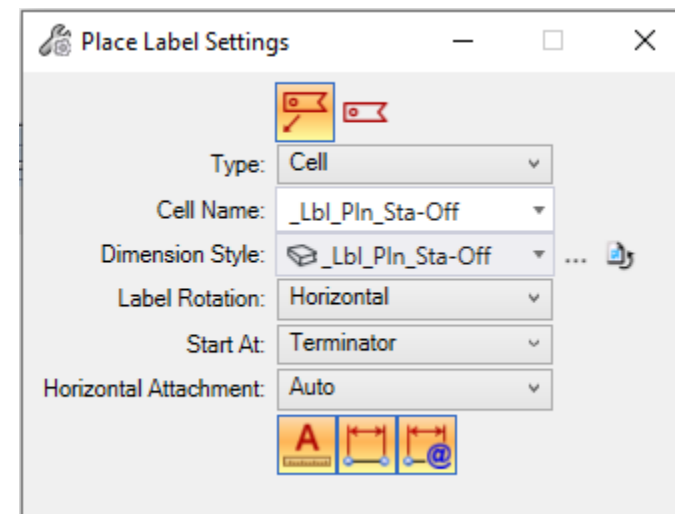 Place Label Settings
Type: Cell
Cell Name: _Lbl_Pln_Sta-Off
Dimension Style: _Lbl_Pln_Sta-Off ...
Label Rotation: Horizontal
Start At: Terminator
Horizontal Attachment: Auto
A @